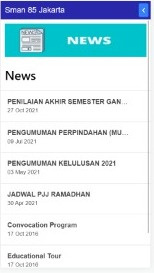 Sman 85 Jakarta
NEWS
News
PENILAIAN AKHIR SEMESTER GAN...
27 Oct 2021
PENGUMUMAN PERPINDAHAN (MU...
09 Jul 2021
PENGUMUMAN KELULUSAN 2021
03 May 2021
JADWAL PJJ RAMADHAN
30 Apr 2021
Convocation Program
17 Oct 2016
Educational Tour
17 Oct 2016